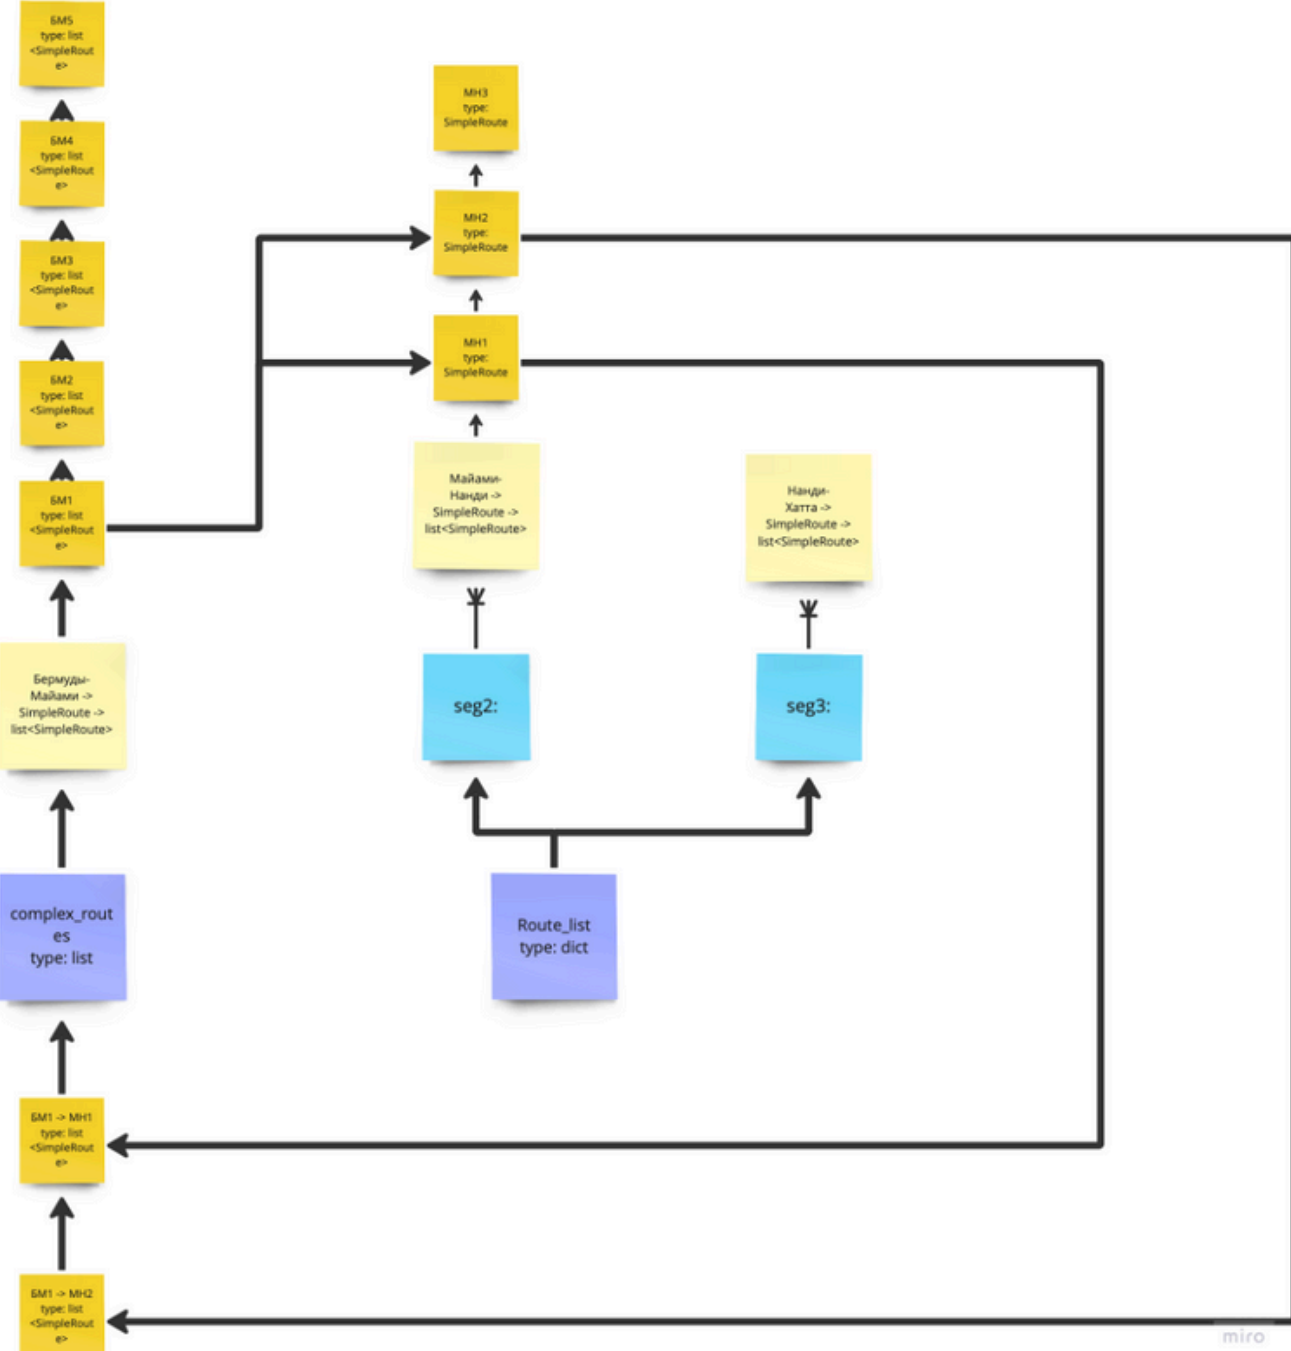 БМ5
type: list
<SimpleRout
e>
БМ4
type: list
<SimpleRout
e>
БМ3
type: list
<SimpleRout
e>
БМ2
type: list
<SimpleRout
e>
БМ1
type: list
<SimpleRout
e>
Бермуды-
Майами ->
SimpleRoute ->
list<SimpleRoute>
complex_rout
es
type: list
БМ1 -> МН1
type: list
<SimpleRout
e>
БМ1 -> МН2
type: list
<SimpleRout
e>
МН3
type:
SimpleRoute
МН2
type:
SimpleRoute
МН1
type:
SimpleRoute
Майами-
Нанди ->
SimpleRoute ->
list<SimpleRoute>
seg2:
Нанди-
Хатта ->
SimpleRoute ->
list<SimpleRoute>
seg3:
Route_list
type: dict
miro